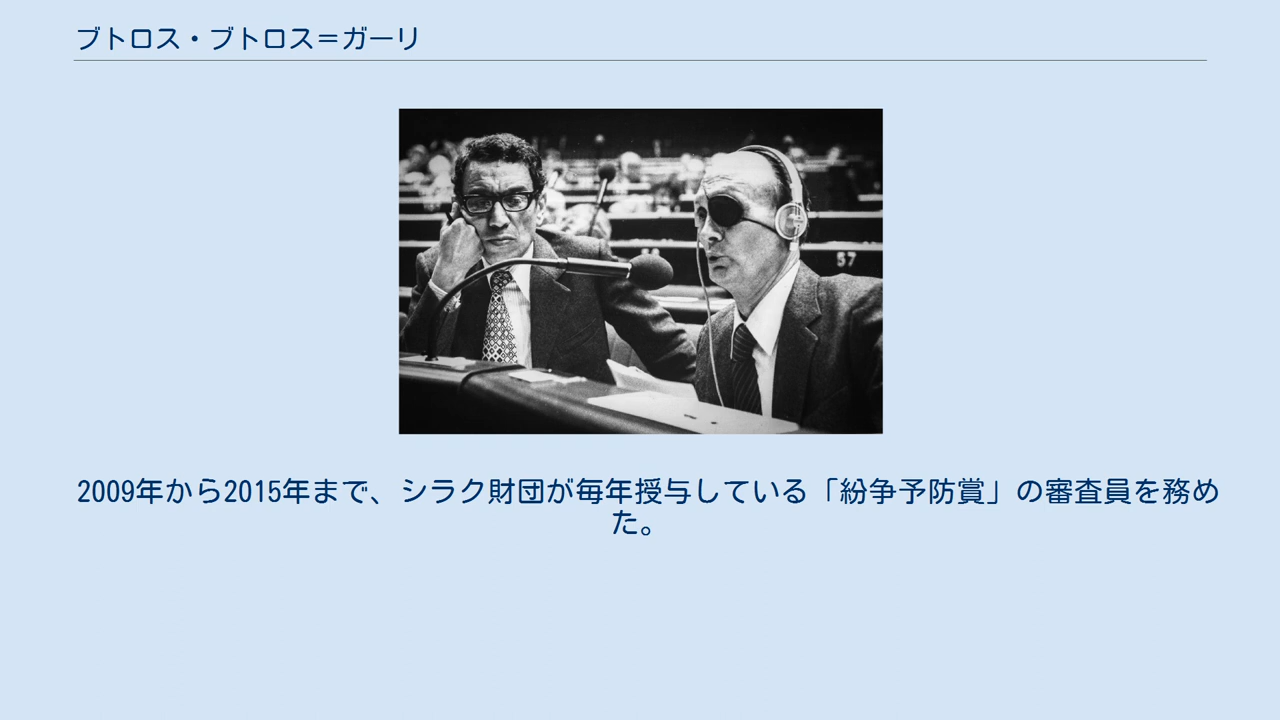 ブトロス・ブトロス＝ガーリ
57
2009年から2015年まで、シラク財団が毎年授与している「紛争予防賞」の審査員を務め
た。